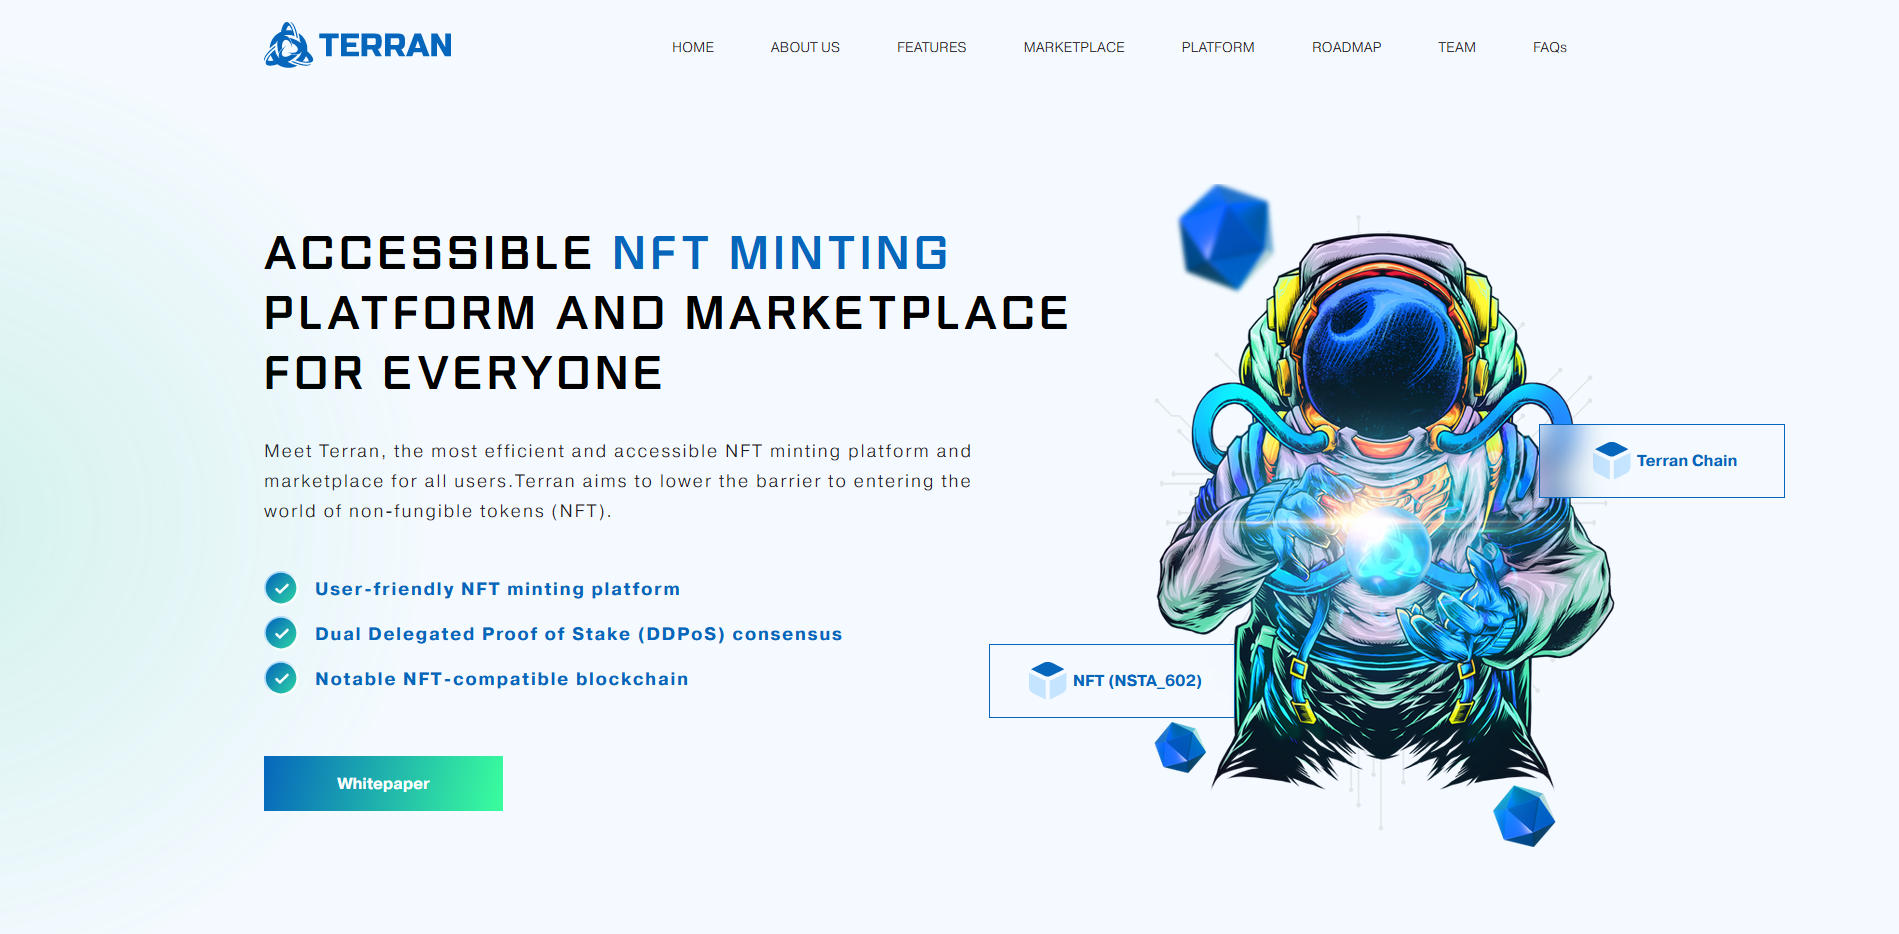 TERRAN
HOME
ABOUT US
FEATURES
MARKETPLACE
PLATFORM
ROADMAP
TEAM
FAQs
ACCESSIBLE NFT MINTING
PLATFORM AND MARKETPLACE
FOR EVERYONE
Meet Terran, the most efficient and accessible NFT minting platform and
marketplace for all users.Terran aims to lower the barrier to entering the
world of non-fungible tokens (NFT).
User-friendly NFT minting platform
Dual Delegated Proof of Stake (DDPoS) consensus
Notable NFT-compatible blockchain
Whitepaper
Terran Chain
NFT (NSTA_602)